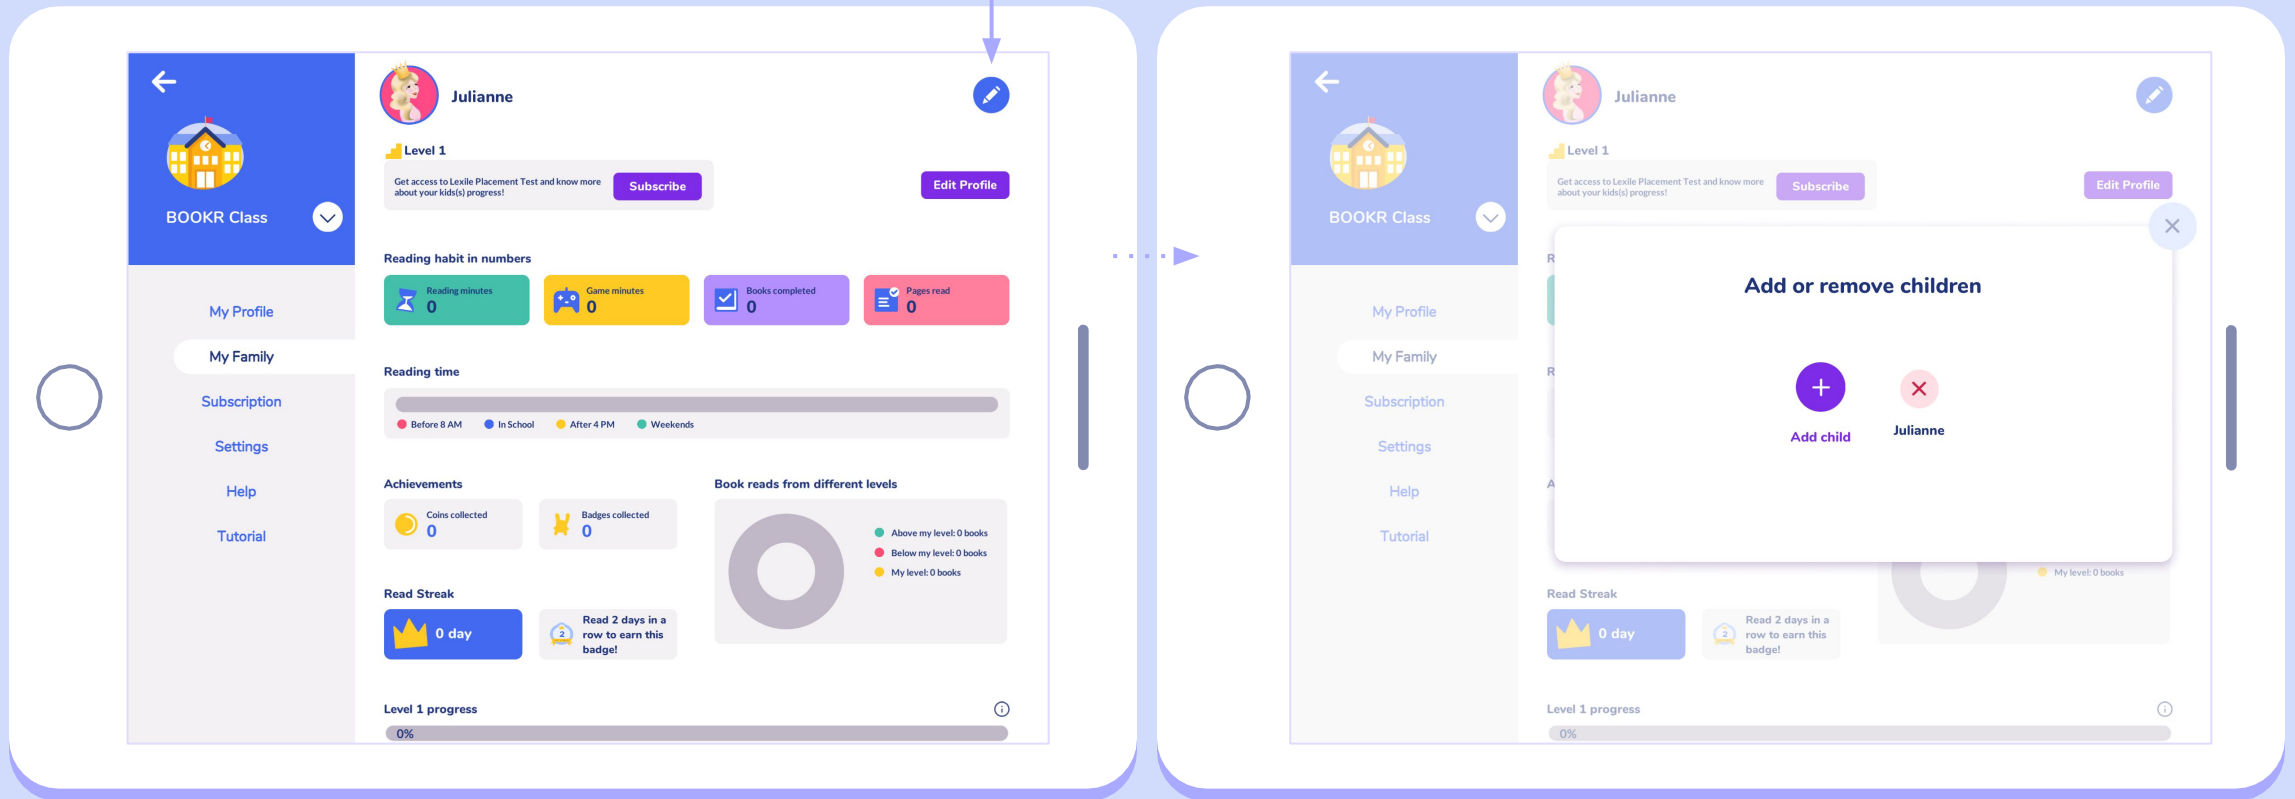 Julianne
Level 1
Get access to Lexile Placement Test and know more
about your kids(s) progress!
Subscribe
Edit Profile
BOOKR Class
My Profile
My Family
Subscription
Settings
Help
Tutorial
Reading habit in numbers
Reading minutes
0
Game minutes
0
Books completed
0
Pages read
0
Reading time
Before 8 AM
In School
After 4 PM
Weekends
Achievements
Coins collected
0
Badges collected
0
Book reads from different levels
Above my level: 0 books
Below my level: 0 books
My level: 0 books
Read Streak
0 day
2
Read 2 days in a
row to earn this
badge!
Level 1 progress
0%
Julianne
Level 1
Get access to Lexile Placement Test and know more
about your kids(s) progress!
Subscribe
Edit Profile
BOOKR Class
My Profile
My Family
Subscription
Settings
Help
Tutorial
R
R
A
Add or remove children
Add child
Julianne
My level: 0 books
Read Streak
0 day
2
Read 2 days in a
row to earn this
badge!
Level 1 progress
0%